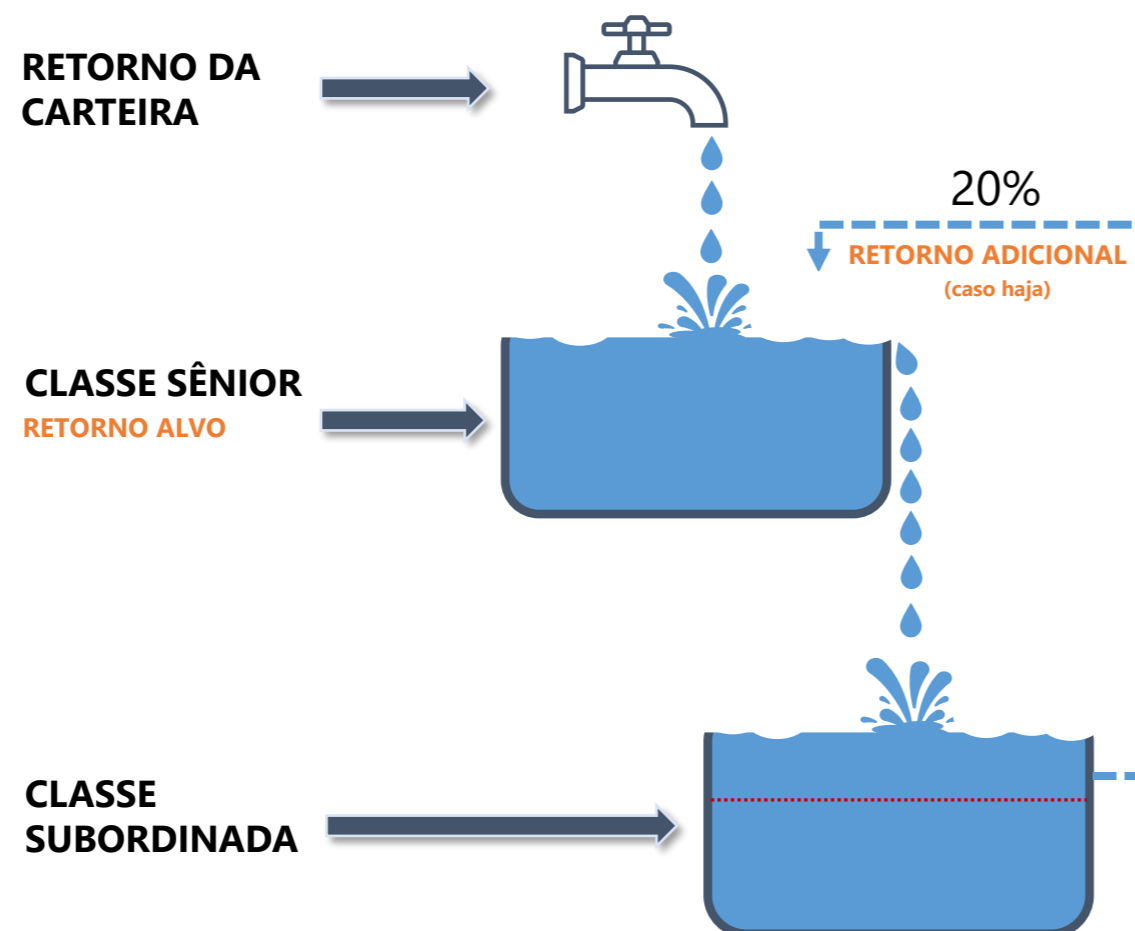 RETORNO DA
CARTEIRA
20%
RETORNO ADICIONAL
(caso haja)
CLASSE SÊNIOR
RETORNO ALVO
CLASSE
SUBORDINADA